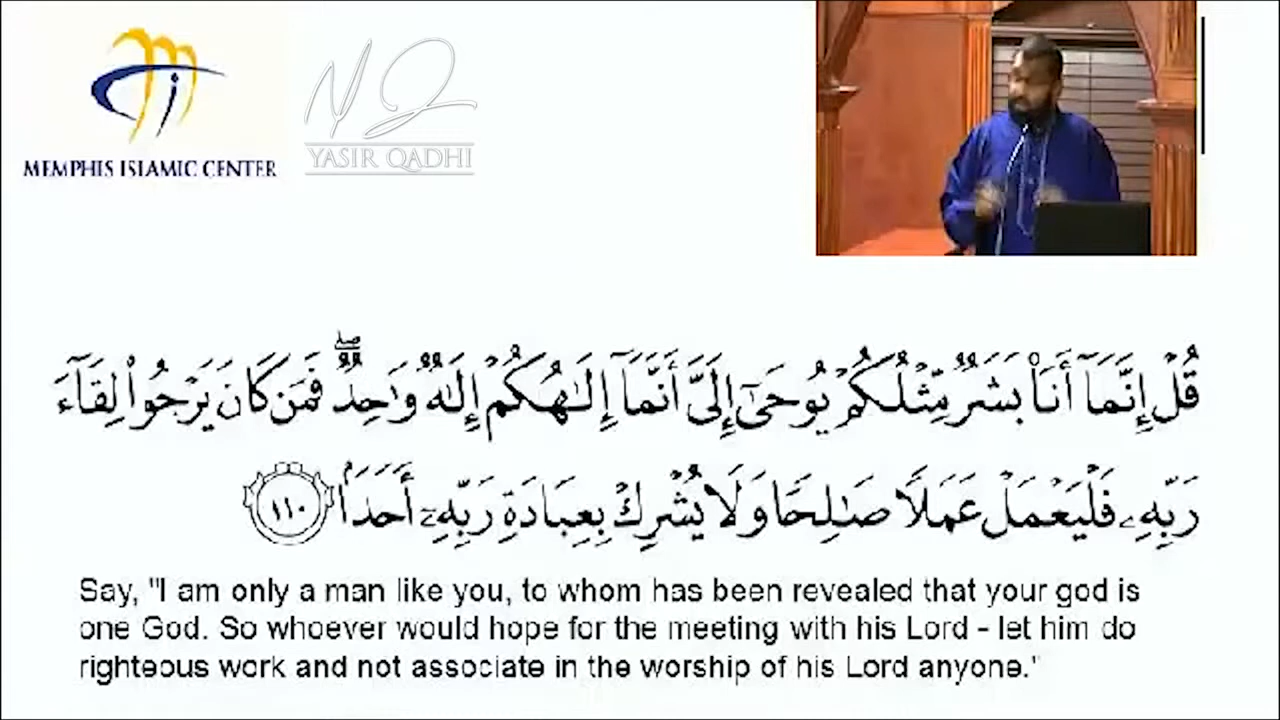 MEMPHIS ISLAMIC CENTER
YASIR QADHI
قُلْ إِنَّمَآ أَنَا۠ بَشَرٌ مِّثْلُكُمْ يُوحَىٰٓ إِلَىَّ أَنَّمَآ إِلَـٰهُكُمْ إِلَـٰهٌ وَٰحِدٌ ۖ فَمَن كَانَ يَرْجُوا۟ لِقَآءَ
رَبِّهِۦ فَلْيَعْمَلْ عَمَلًا صَـٰلِحًا وَلَا يُشْرِكْ بِعِبَادَةِ رَبِّهِۦٓ أَحَدًۢا ١١٠
Say, "I am only a man like you, to whom has been revealed that your god is
one God. So whoever would hope for the meeting with his Lord - let him do
righteous work and not associate in the worship of his Lord anyone."